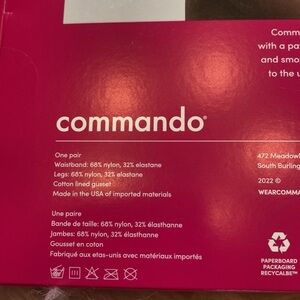 Comm
with a pa
and smo
to the u
commando®
One pair
Waistband: 68% nylon, 32% elastane
Legs: 68% nylon, 32% elastane
Cotton lined gusset
Made in the USA of imported materials
Une paire
Bande de taille: 68% nylon, 32% élasthanne
Jambes: 68% nylon, 32% élasthanne
Gousset en coton
Fabriqué aux etas-unis avec matériaux importés
472 Meadowl
South Burling
2022 ©
WEARCOMMA
PAPERBOARD
PACKAGING
RECYCALBE™